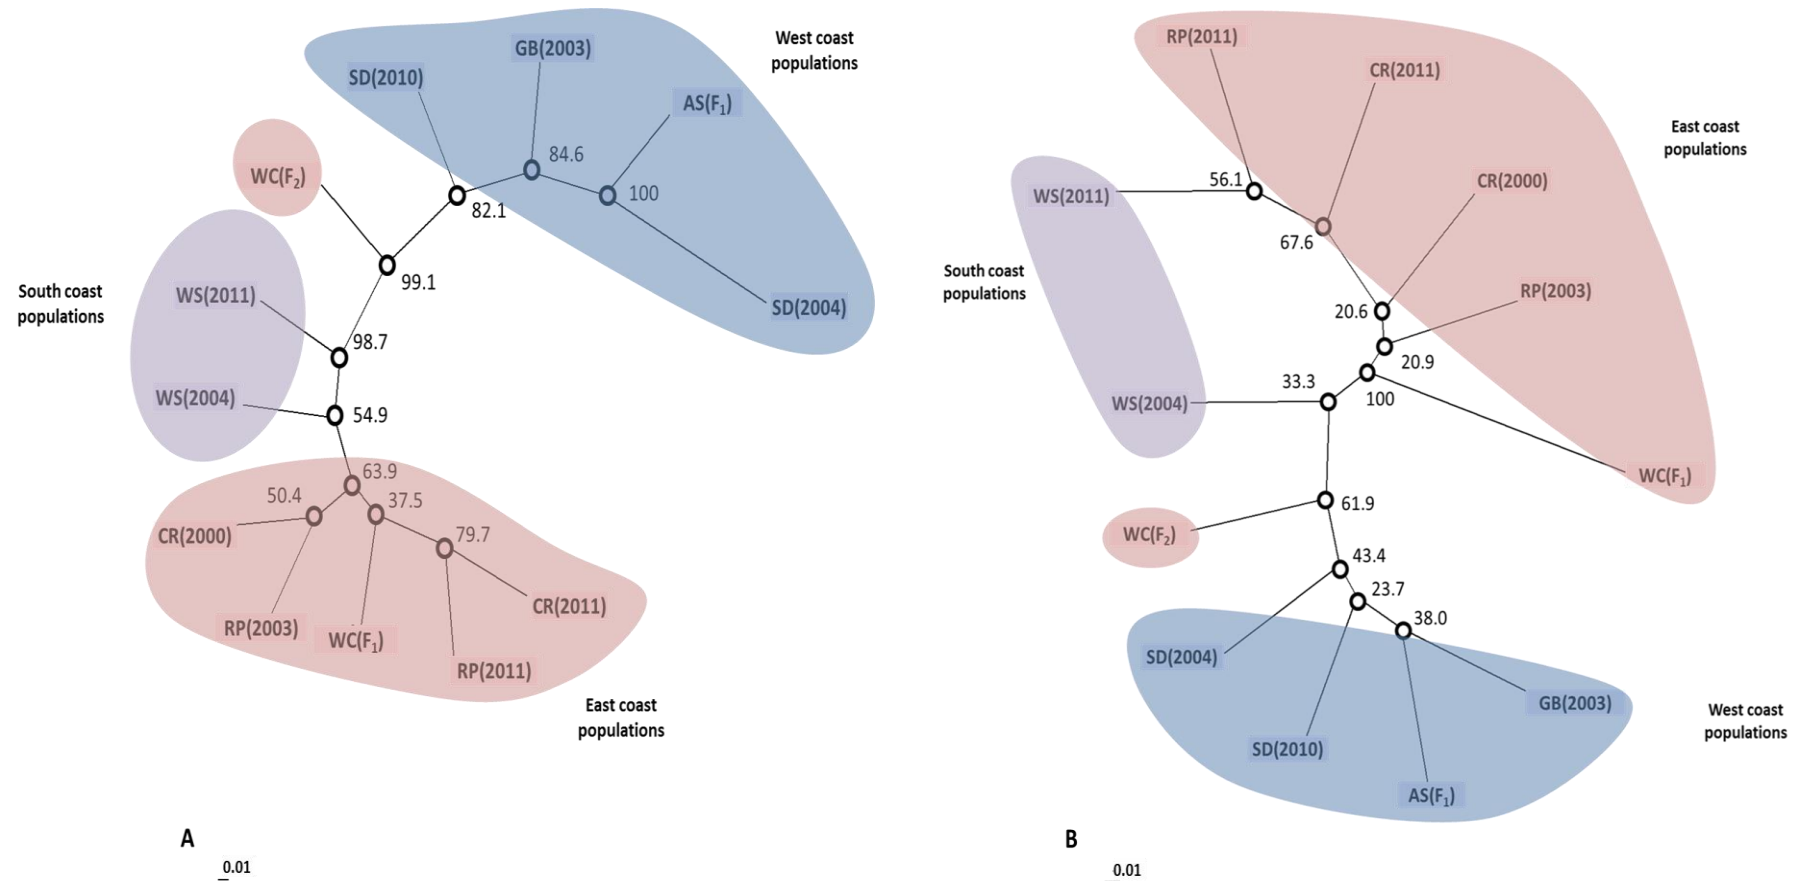 GB(2003)
West coast
populations
SD(2010)
AS(F₁)
84.6
WC(F₂)
100
82.1
99.1
South coast
populations
WS(2011)
SD(2004)
98.7
WS(2004)
54.9
63.9
50.4
37.5
CR(2000)
79.7
CR(2011)
RP(2003)
WC(F₁)
RP(2011)
East coast
populations
A
0.01
RP(2011)
CR(2011)
East coast
populations
56.1
CR(2000)
WS(2011)
67.6
South coast
populations
RP(2003)
20.6
20.9
33.3
100
WS(2004)
WC(F₁)
61.9
WC(F₂)
43.4
23.7
38.0
SD(2004)
GB(2003)
West coast
populations
SD(2010)
AS(F₁)
B
0.01